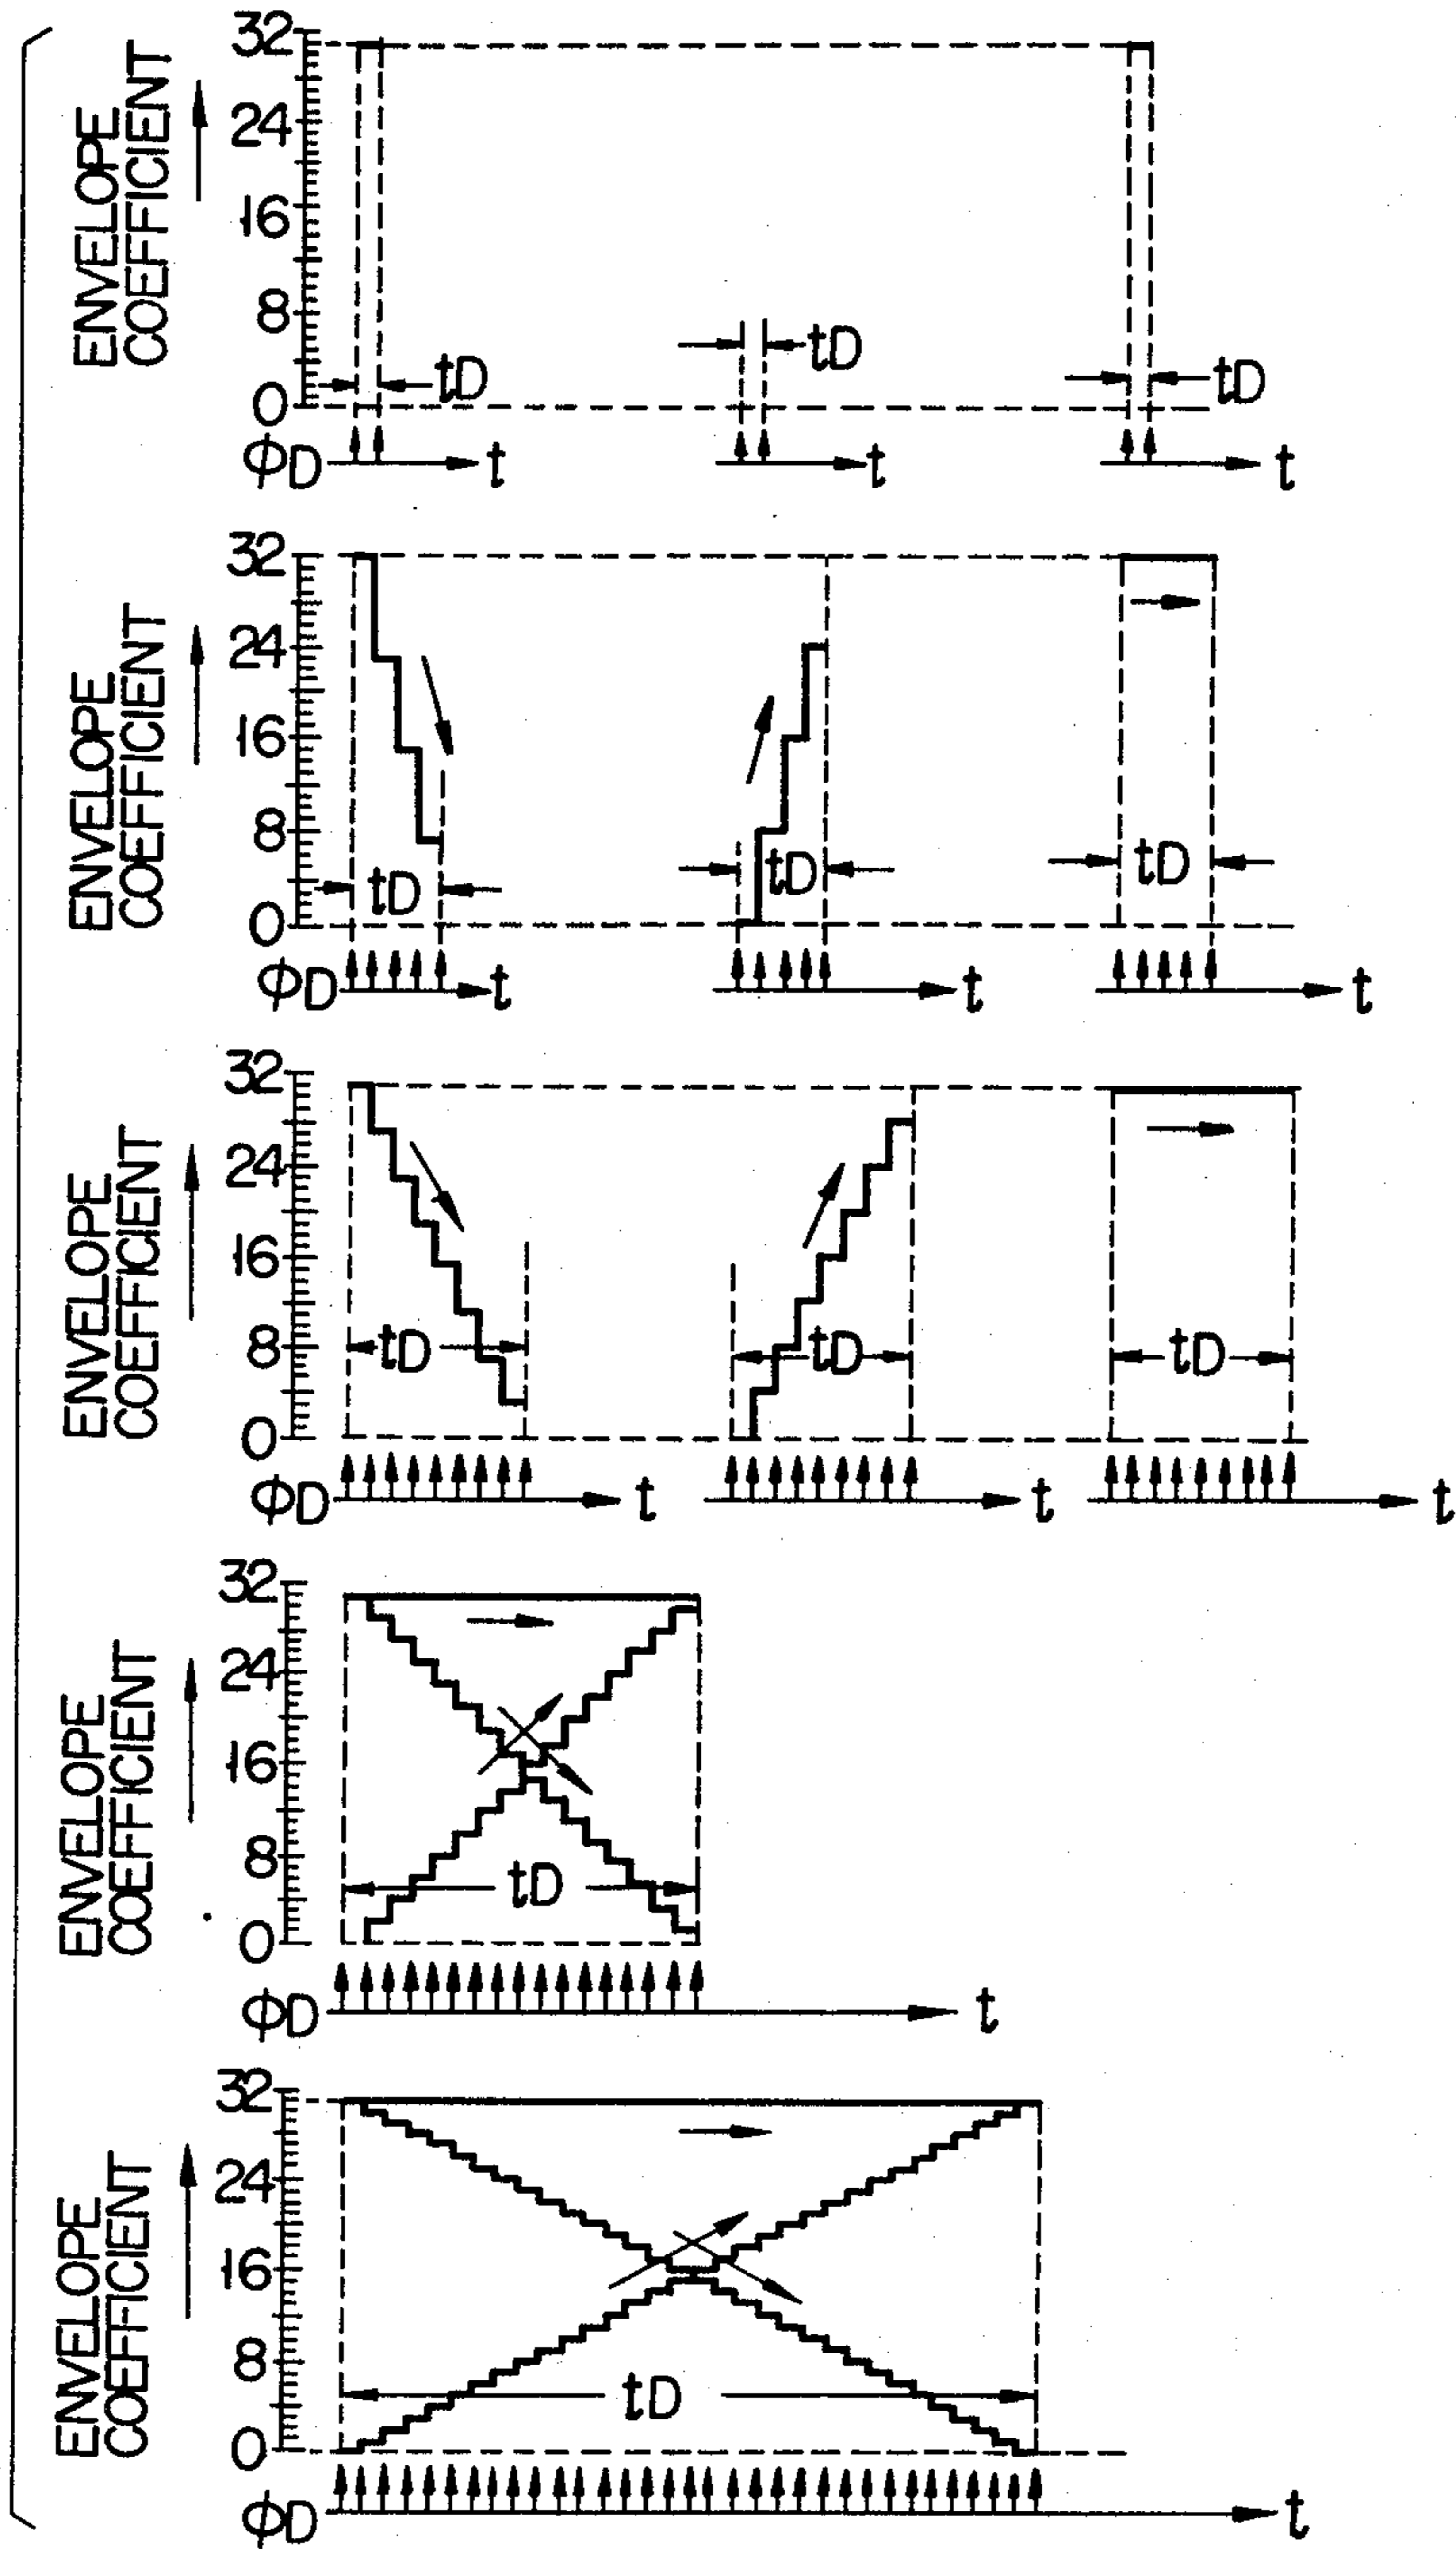 ENVELOPE
COEFFICIENT
32
24
16
8
0
tD
tD
tD
ΦD
t
t
t
ENVELOPE
COEFFICIENT
32
24
16
8
0
tD
tD
tD
ΦD
t
t
t
ENVELOPE
COEFFICIENT
32
24
16
8
0
tD
tD
tD
ΦD
t
t
t
ENVELOPE
COEFFICIENT
32
24
16
8
0
tD
ΦD
t
ENVELOPE
COEFFICIENT
32
24
16
8
0
tD
ΦD
t